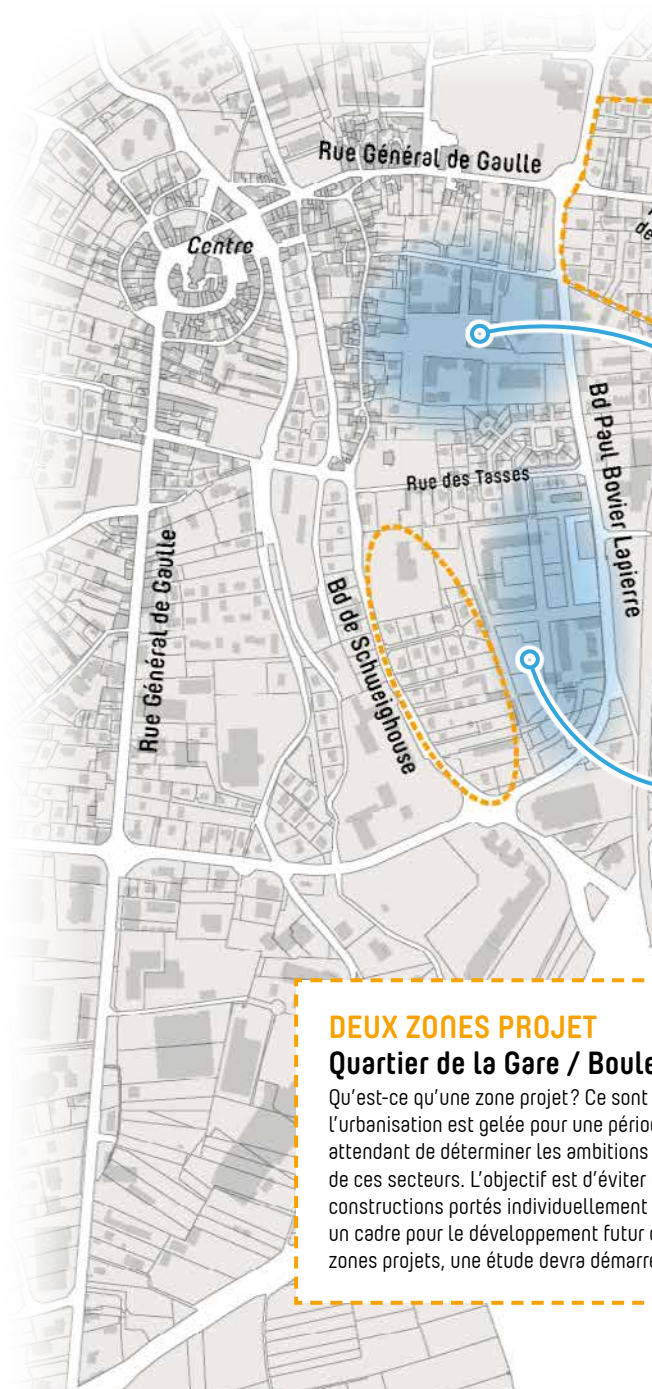 Rue Général de Gaulle
Centre
de
Bd Paul Bovier Lapierre
Rue des Tasses
Rue Général de Gaulle
Bd de Schweighouse
DEUX ZONES PROJET
Quartier de la Gare / Boule
Qu'est-ce qu'une zone projet ? Ce sont
l'urbanisation est gelée pour une périod
attendant de déterminer les ambitions
de ces secteurs. L'objectif est d'éviter
constructions portés individuellement
un cadre pour le développement futur
zones projets, une étude devra démarre